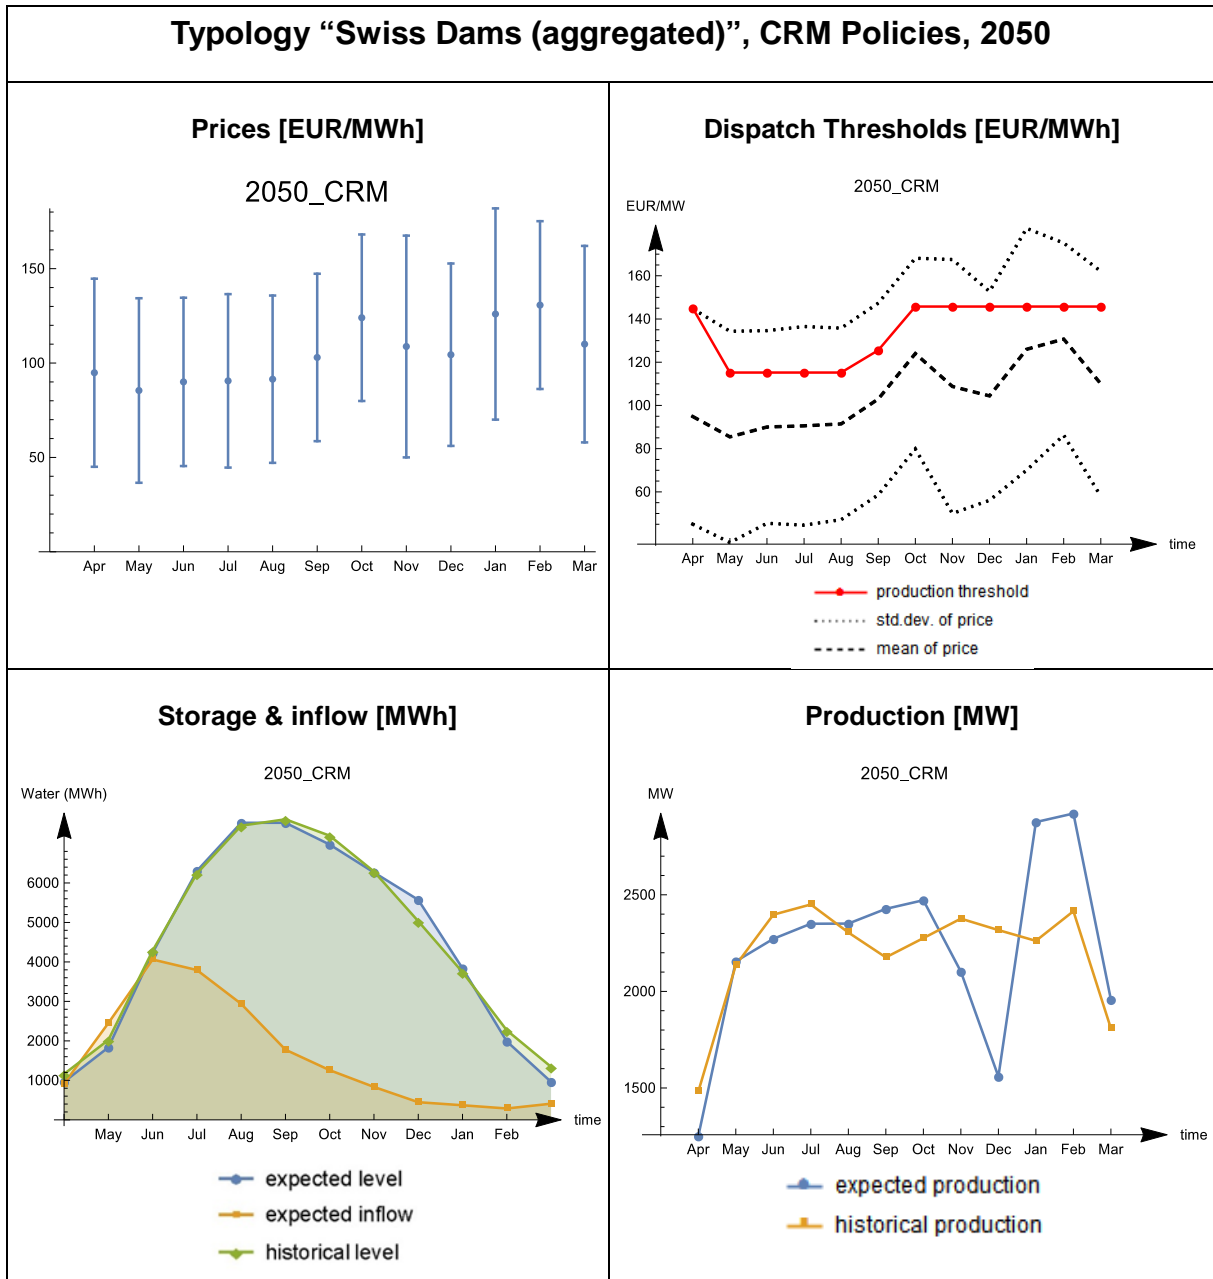 Typology “Swiss Dams (aggregated)”, CRM Policies, 2050
Prices [EUR/MWh]
2050_CRM
150
100
50
Apr May Jun Jul Aug Sep Oct Nov Dec Jan Feb Mar
Dispatch Thresholds [EUR/MWh]
2050_CRM
EUR/MW
160
140
120
100
80
60
Apr May Jun Jul Aug Sep Oct Nov Dec Jan Feb Mar
time
production threshold
std.dev. of price
mean of price
Storage & inflow [MWh]
2050_CRM
Water (MWh)
6000
5000
4000
3000
2000
1000
May Jun Jul Aug Sep Oct Nov Dec Jan Feb
time
expected level
expected inflow
historical level
Production [MW]
2050_CRM
MW
2500
2000
1500
Apr May Jun Jul Aug Sep Oct Nov Dec Jan Feb Mar
time
expected production
historical production